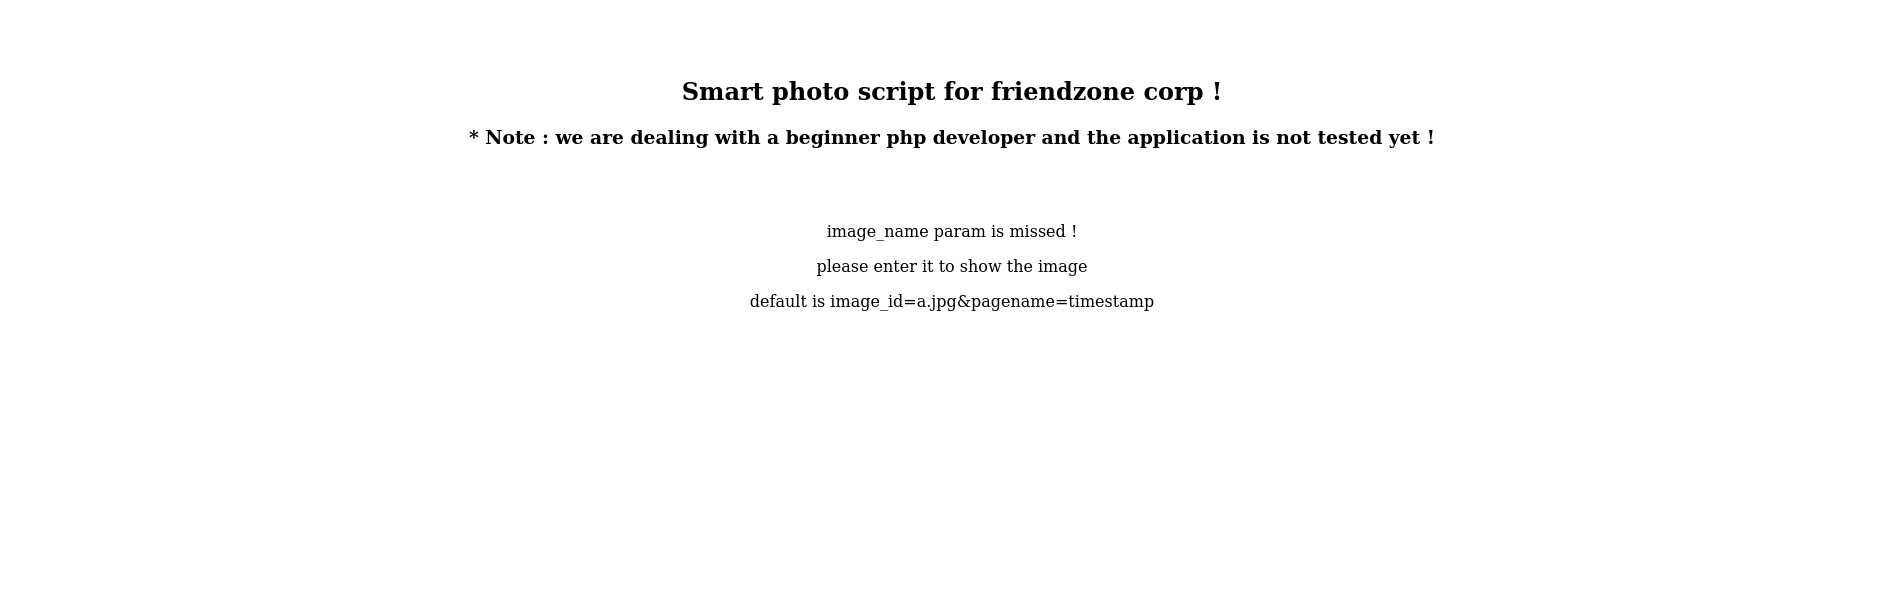 Smart photo script for friendzone corp !
* Note : we are dealing with a beginner php developer and the application is not tested yet !
image_name param is missed !
please enter it to show the image
default is image_id=a.jpg&pagename=timestamp